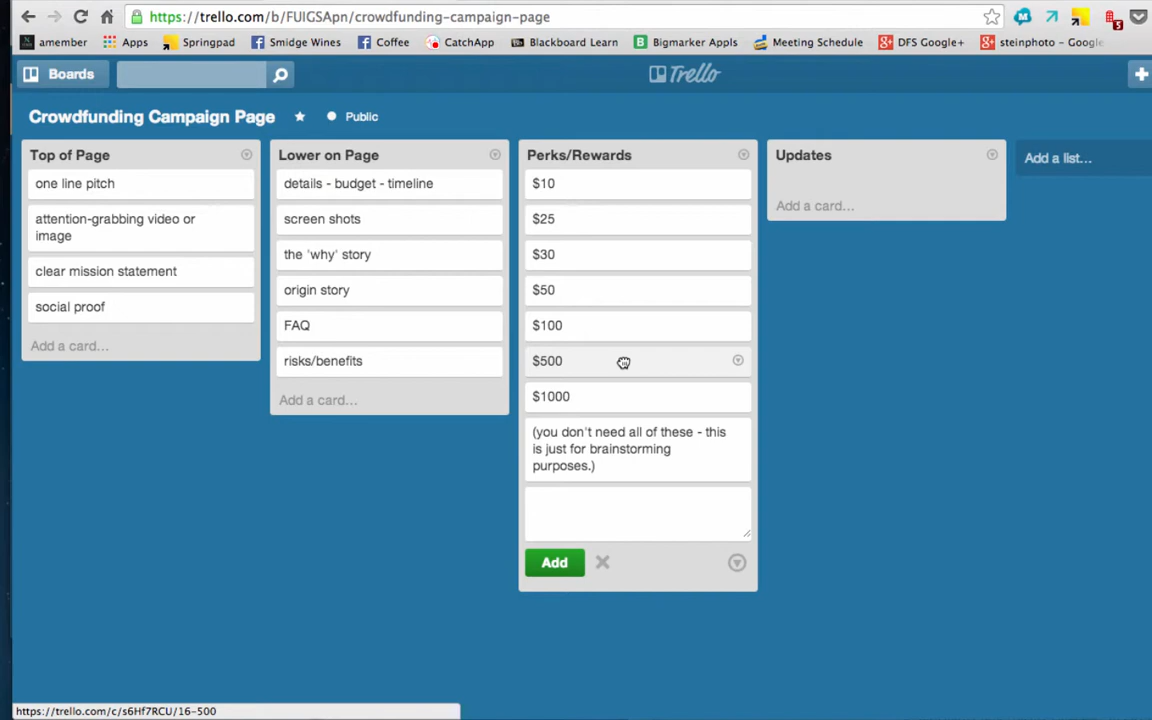 https://trello.com/b/FUIGSApn/crowdfunding-campaign-page
amember Apps Springpad Smidge Wines Coffee CatchApp Blackboard Learn Bigmarker Appls Meeting Schedule DFS Google+ steinphoto - Google
5
Boards
Trello
Crowdfunding Campaign Page
Public
Top of Page
one line pitch
attention-grabbing video or
image
clear mission statement
social proof
Add a card...
Lower on Page
details - budget - timeline
screen shots
the 'why' story
origin story
FAQ
risks/benefits
Add a card...
Perks/Rewards
$10
$25
$30
$50
$100
$500
$1000
(you don't need all of these - this
is just for brainstorming
purposes.)
Add
Updates
Add a card...
Add a list...
https://trello.com/c/s6Hf7RCU/16-500